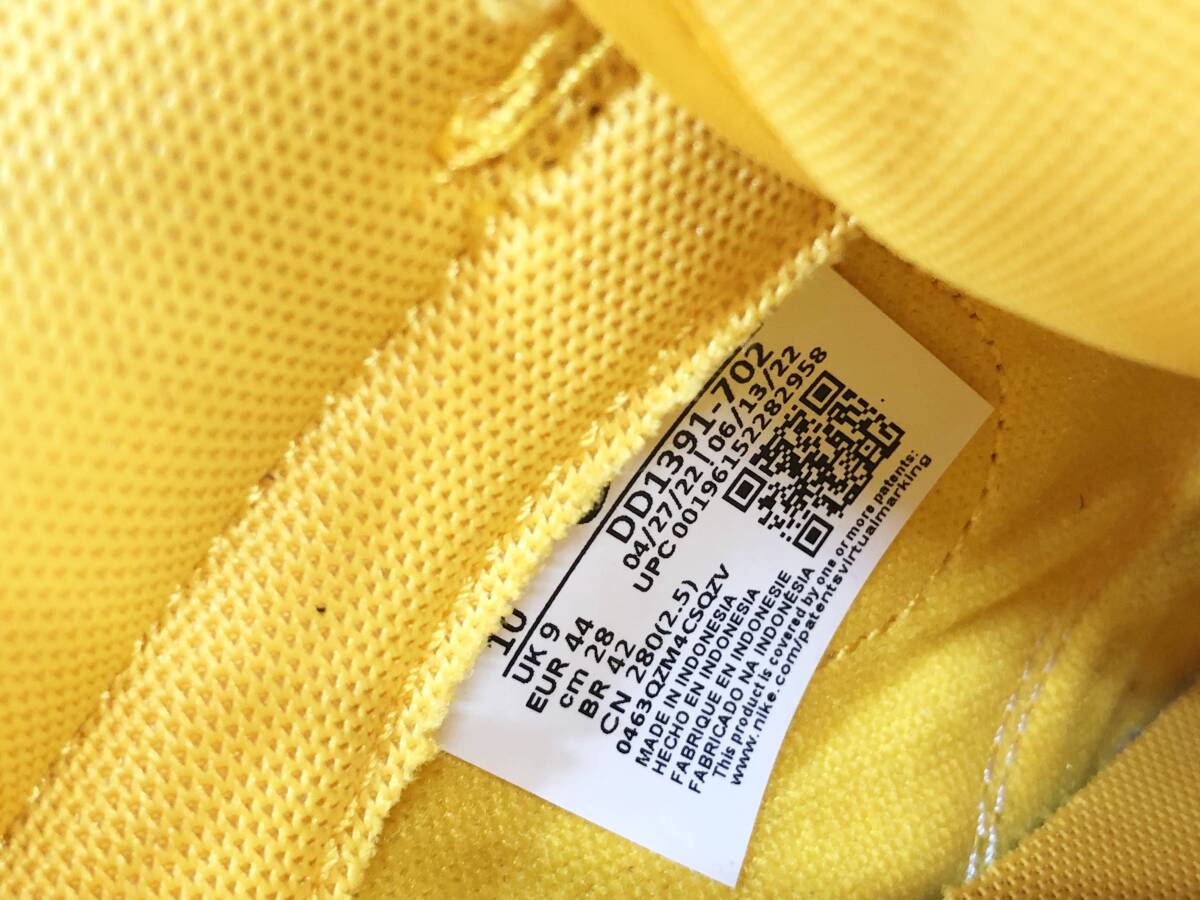 10
UK 9
EUR 44
cm 28
BR 42
CN 280(2.5)
DD1391-702
04/27/22 | 06/13/22
UPC 00196152282958
0463QZM4CSQZV
MADE IN INDONESIA
HECHO EN INDONESIA
FABRIQUE EN INDONESIE
FABRICADO NA INDONÉSIA
This product is covered by one or more patents:
www.nike.com/patentsvirtualmarking